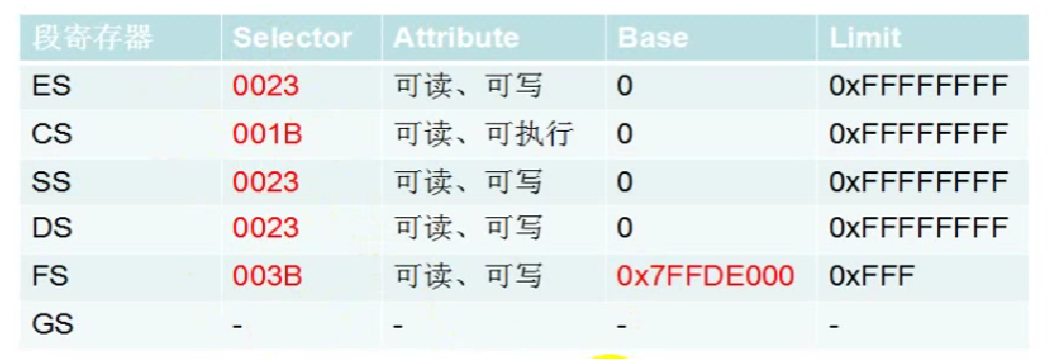 段寄存器 Selector Attribute Base Limit
ES 0023 可读、可写 0 0xFFFFFFFF
CS 001B 可读、可执行 0 0xFFFFFFFF
SS 0023 可读、可写 0 0xFFFFFFFF
DS 0023 可读、可写 0 0xFFFFFFFF
FS 003B 可读、可写 0x7FFDE000 0xFFF
GS - - - -